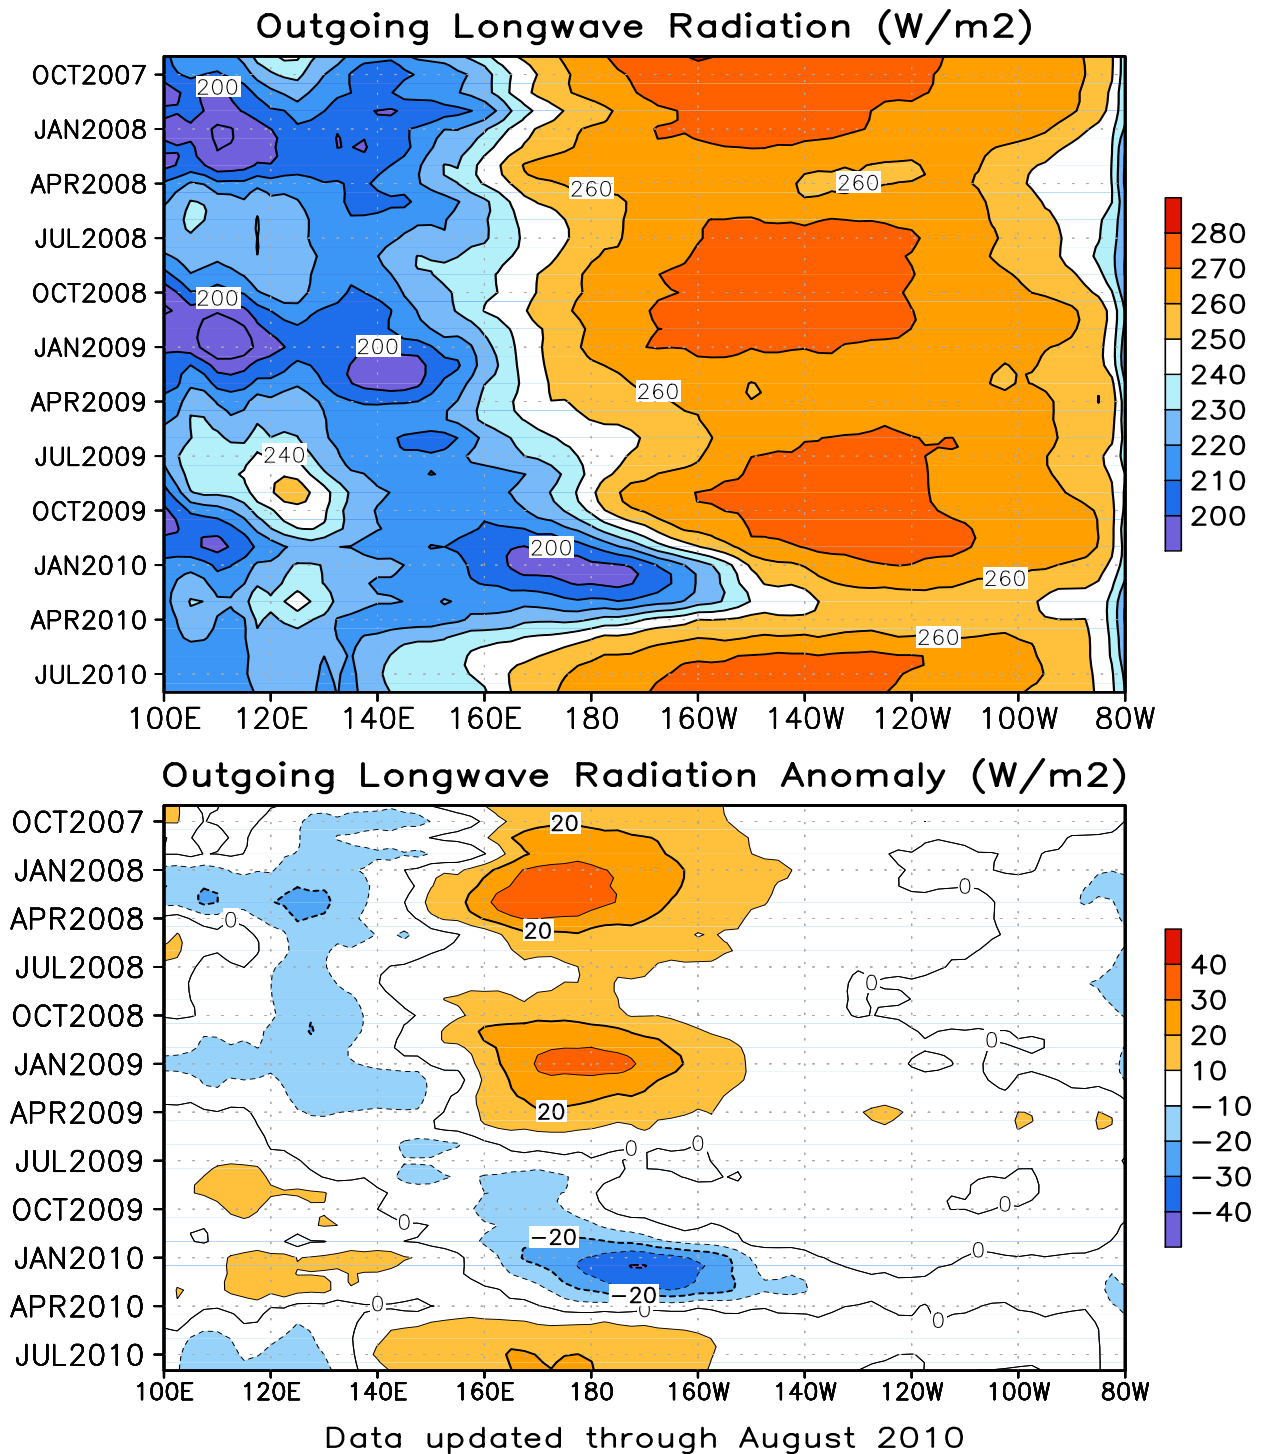 Outgoing Longwave Radiation (W/m2)
OCT2007
JAN2008
APR2008
JUL2008
OCT2008
JAN2009
APR2009
JUL2009
OCT2009
JAN2010
APR2010
JUL2010
200
260
260
200
200
260
240
200
260
260
100E 120E 140E 160E 180 160W 140W 120W 100W 80W
280
270
260
250
240
230
220
210
200
Outgoing Longwave Radiation Anomaly (W/m2)
OCT2007
JAN2008
APR2008
JUL2008
OCT2008
JAN2009
APR2009
JUL2009
OCT2009
JAN2010
APR2010
JUL2010
20
0
0
20
0
0
20
0
0
0
0
-20
0
-20
0
0
0
100E 120E 140E 160E 180 160W 140W 120W 100W 80W
40
30
20
10
-10
-20
-30
-40
Data updated through August 2010